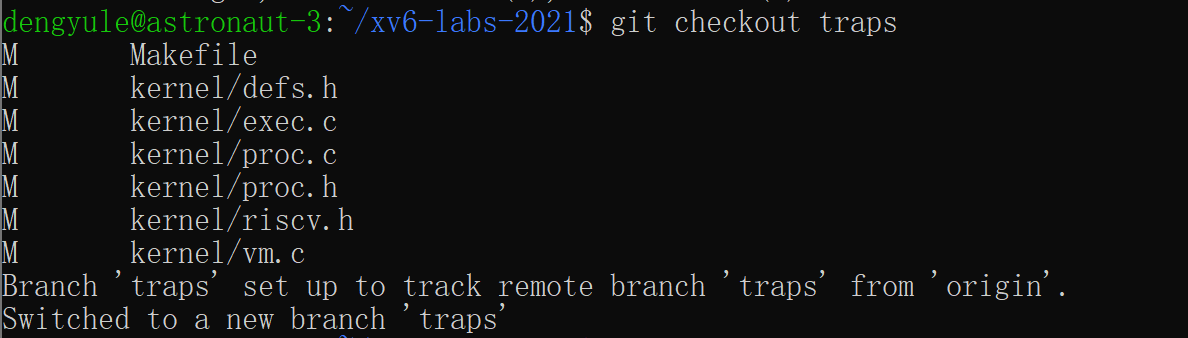 dengyule@astronaut-3:~/xv6-labs-2021$ git checkout traps
M       Makefile
M       kernel/defs.h
M       kernel/exec.c
M       kernel/proc.c
M       kernel/proc.h
M       kernel/riscv.h
M       kernel/vm.c
Branch 'traps' set up to track remote branch 'traps' from 'origin'.
Switched to a new branch 'traps'